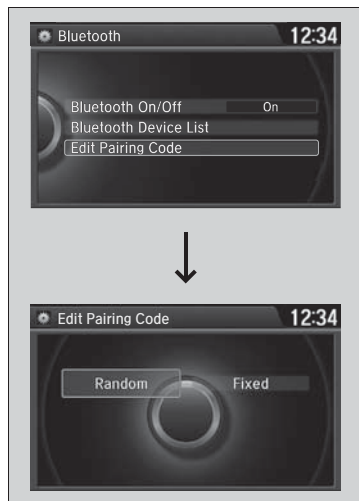 Bluetooth
12:34
Bluetooth On/Off
On
Bluetooth Device List
Edit Pairing Code
Edit Pairing Code
12:34
Random
Fixed